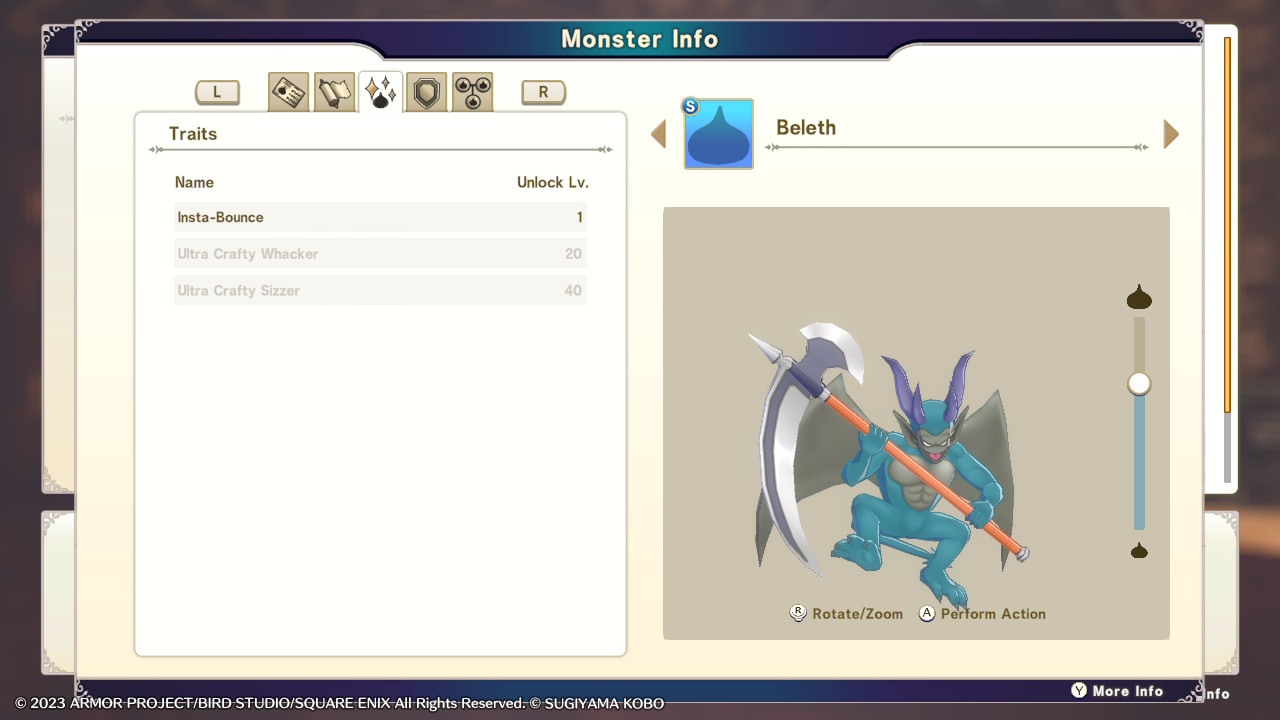 Monster Info
L
R
Traits
Name Unlock Lv.
Insta-Bounce 1
Ultra Crafty Whacker 20
Ultra Crafty Sizzer 40
S
Beleth
R Rotate/Zoom A Perform Action
Y More Info
nfo
© 2023 ARMOR PROJECT/BIRD STUDIO/SQUARE ENIX All Rights Reserved. © SUGIYAMA KOBO